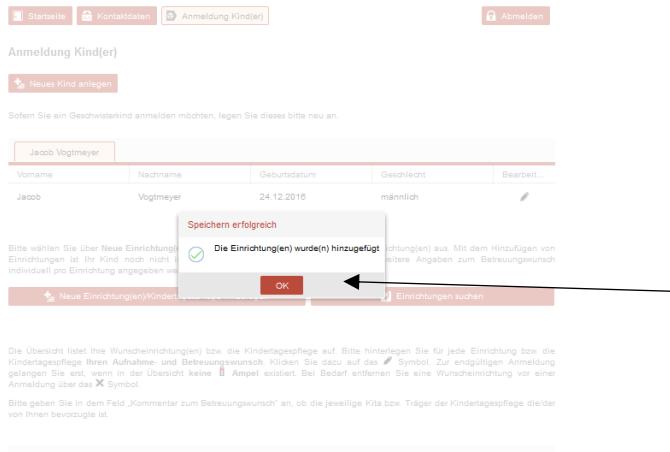 Startseite Kontaktdaten Anmeldung Kind(er) Abmelden
Anmeldung Kind(er)
Neues Kind anlegen
Sofern Sie ein Geschwisterkind anmelden möchten, legen Sie dieses bitte neu an.
Jacob Vogtmeyer
Vorname Nachname Geburtsdatum Geschlecht Bearbeit...
Jacob Vogtmeyer 24.12.2016 männlich
Speichern erfolgreich
Die Einrichtung(en) wurde(n) hinzugefügt
OK
Bitte wählen Sie über Neue Einrichtung(e chtung(en) aus. Mit dem Hinzufügen von
Einrichtungen ist Ihr Kind noch nicht eitere Angaben zum Betreuungswunsch
individuell pro Einrichtung angegeben we
Neue Einrichtung(en)/Kindert Einrichtungen suchen
Die Übersicht listet Ihre Wunscheinrichtung(en) bzw. die Kindertagespflege auf. Bitte hinterlegen Sie für jede Einrichtung bzw. die
Kindertagespflege Ihren Aufnahme- und Betreuungswunsch. Klicken Sie dazu auf das Symbol. Zur endgültigen Anmeldung
gelangen Sie erst, wenn in der Übersicht keine Ampel existiert. Bei Bedarf entfernen Sie eine Wunscheinrichtung vor einer
Anmeldung über das Symbol.
Bitte geben Sie in dem Feld „Kommentar zum Betreuungswunsch" an, ob die jeweilige Kita bzw. Träger der Kindertagespflege die/der
von Ihnen bevorzugte ist.